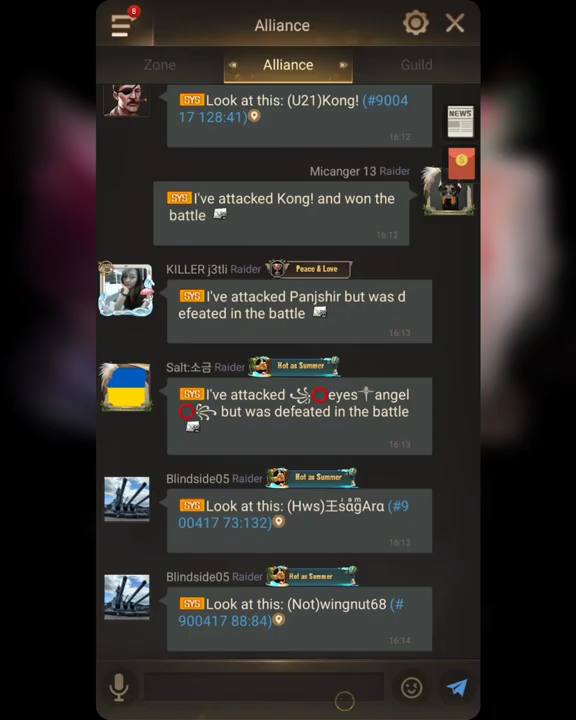 8
Alliance
Zone
Alliance
Guild
SYS Look at this: (U21)Kong! (#9004
17 128:41)
16:12
NEWS
Micanger 13 Raider
SYS I've attacked Kong! and won the
battle
16:12
KILLER j3tli Raider Peace & Love
SYS I've attacked Panjshir but was d
efeated in the battle
16:13
Salt:소금 Raider Hot as Summer
SYS I've attacked ꧁⭕eyes༒angel
⭕꧂ but was defeated in the battle
16:13
Blindside05 Raider Hot as Summer
SYS Look at this: (Hws)王sͥαgͣArͫα (#9
00417 73:132)
16:13
Blindside05 Raider Hot as Summer
SYS Look at this: (Not)wingnut68 (#
900417 88:84)
16:14